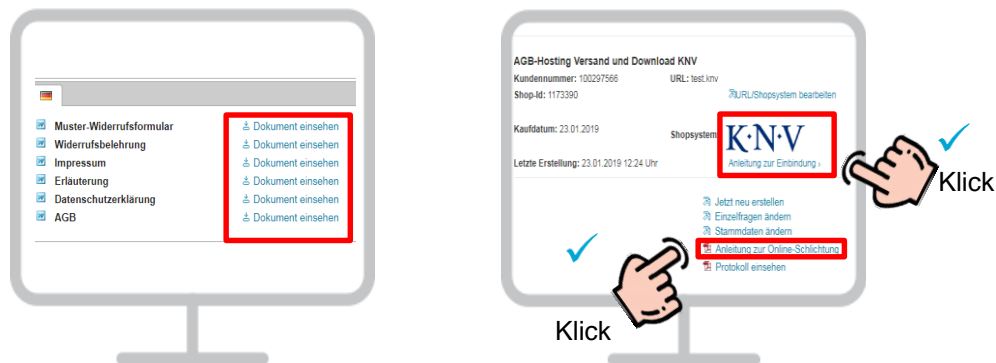 Muster-Widerrufsformular Dokument einsehen
Widerrufsbelehrung Dokument einsehen
Impressum Dokument einsehen
Erläuterung Dokument einsehen
Datenschutzerklärung Dokument einsehen
AGB Dokument einsehen
AGB-Hosting Versand und Download KNV
Kundennummer: 100297566 URL: test.knv
Shop-Id: 1173390 URL/Shopsystem bearbeiten
Kaufdatum: 23.01.2019 Shopsystem K·N·V
Letzte Erstellung: 23.01.2019 12:24 Uhr Anleitung zur Einbindung ›
Klick
Jetzt neu erstellen
Einzelfragen ändern
Stammdaten ändern
Anleitung zur Online-Schlichtung
Protokoll einsehen
Klick